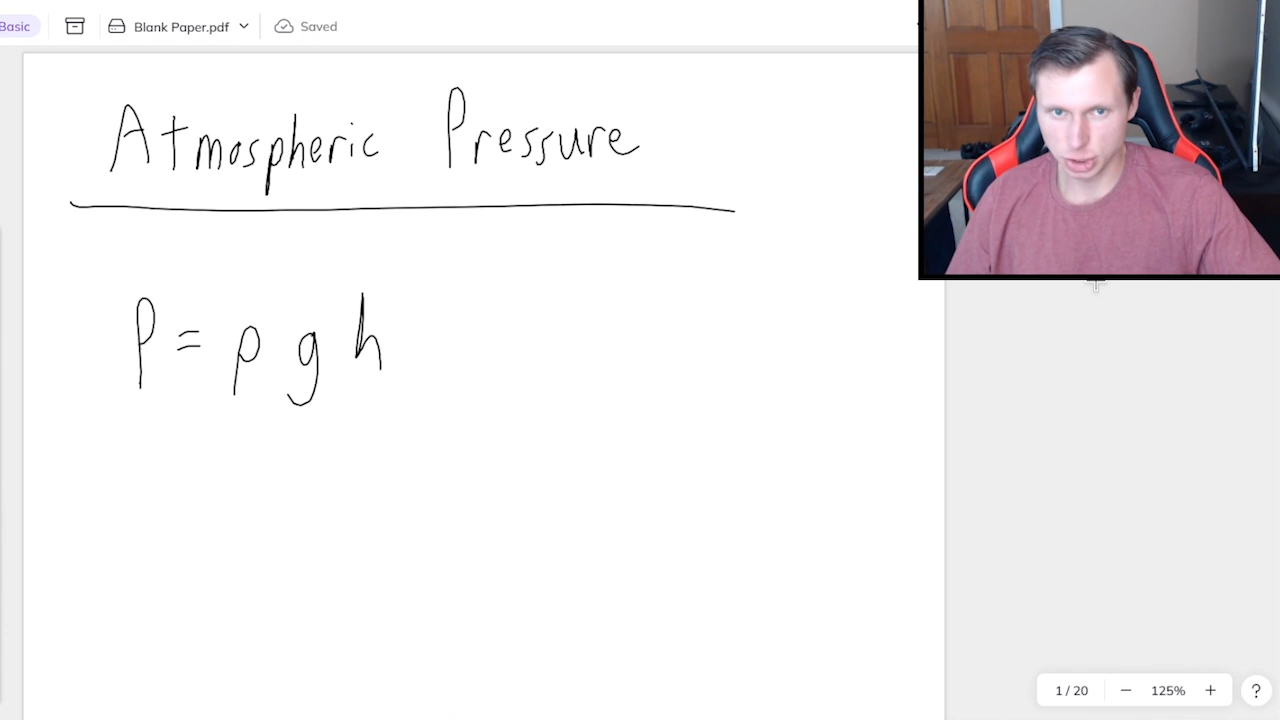 Basic Blank Paper.pdf Saved
Atmospheric Pressure
P = ρ g h
1 / 20 − 125% + ?